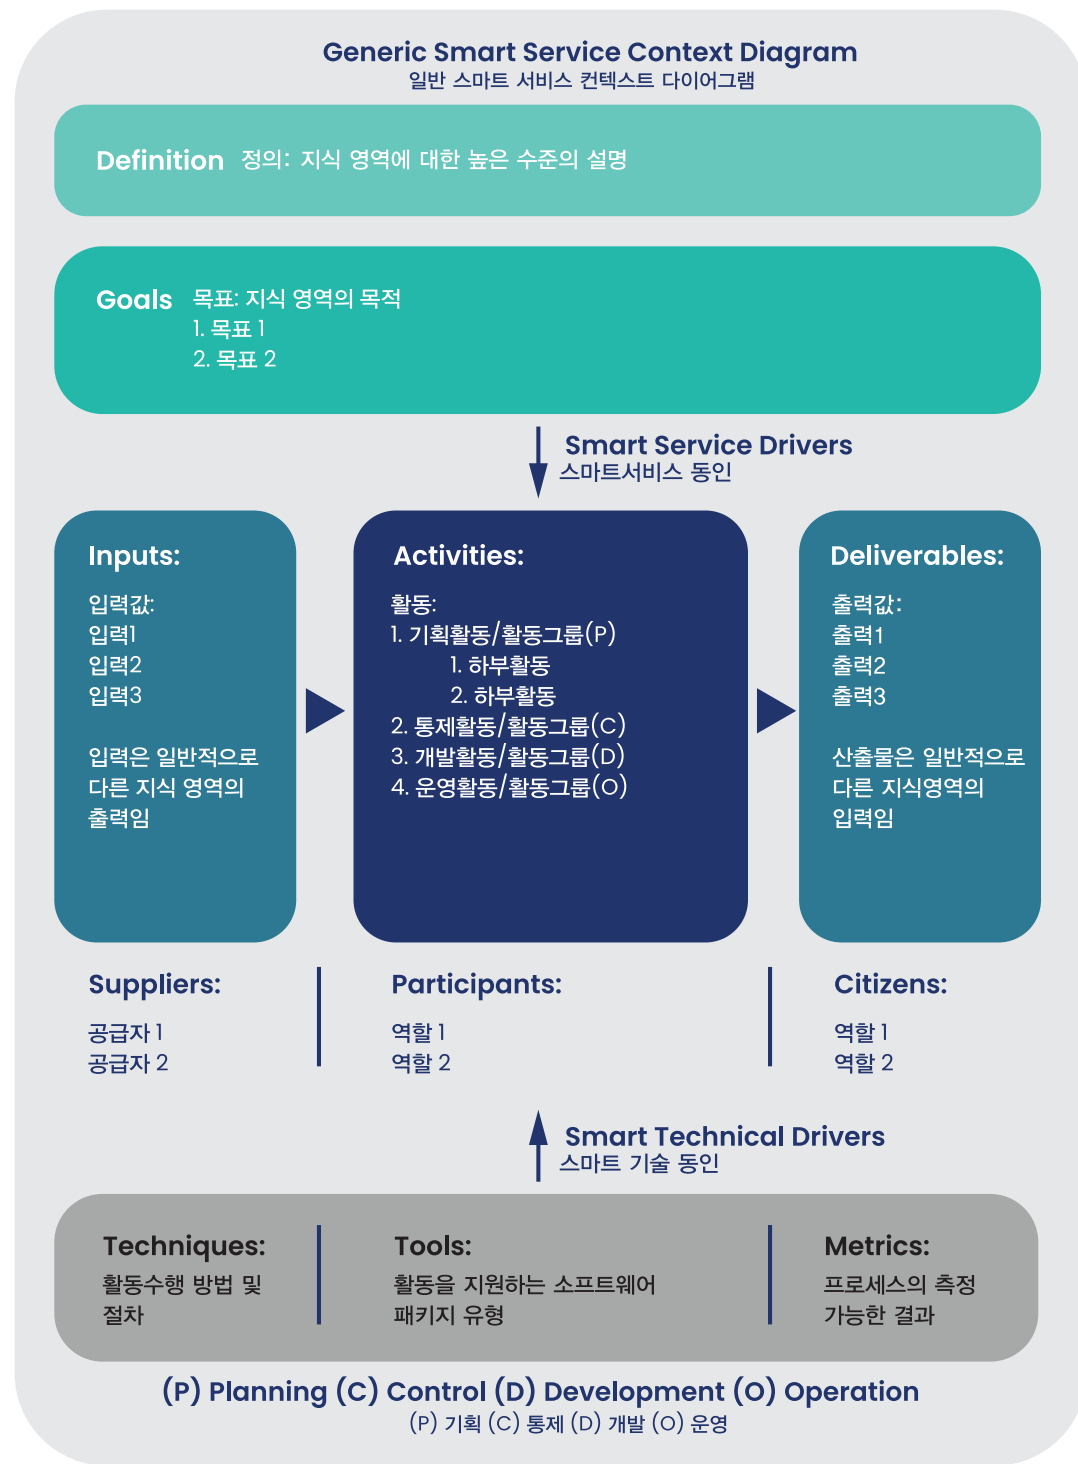 Generic Smart Service Context Diagram
일반 스마트 서비스 컨텍스트 다이어그램
Definition 정의: 지식 영역에 대한 높은 수준의 설명
Goals 목표: 지식 영역의 목적
1. 목표 1
2. 목표 2
Smart Service Drivers
스마트서비스 동인
Inputs:
입력값:
입력1
입력2
입력3
입력은 일반적으로
다른 지식 영역의
출력임
Activities:
활동:
1. 기획활동/활동그룹(P)
1. 하부활동
2. 하부활동
2. 통제활동/활동그룹(C)
3. 개발활동/활동그룹(D)
4. 운영활동/활동그룹(O)
Deliverables:
출력값:
출력1
출력2
출력3
산출물은 일반적으로
다른 지식영역의
입력임
Suppliers:
공급자 1
공급자 2
Participants:
역할 1
역할 2
Citizens:
역할 1
역할 2
Smart Technical Drivers
스마트 기술 동인
Techniques:
활동수행 방법 및
절차
Tools:
활동을 지원하는 소프트웨어
패키지 유형
Metrics:
프로세스의 측정
가능한 결과
(P) Planning (C) Control (D) Development (O) Operation
(P) 기획 (C) 통제 (D) 개발 (O) 운영